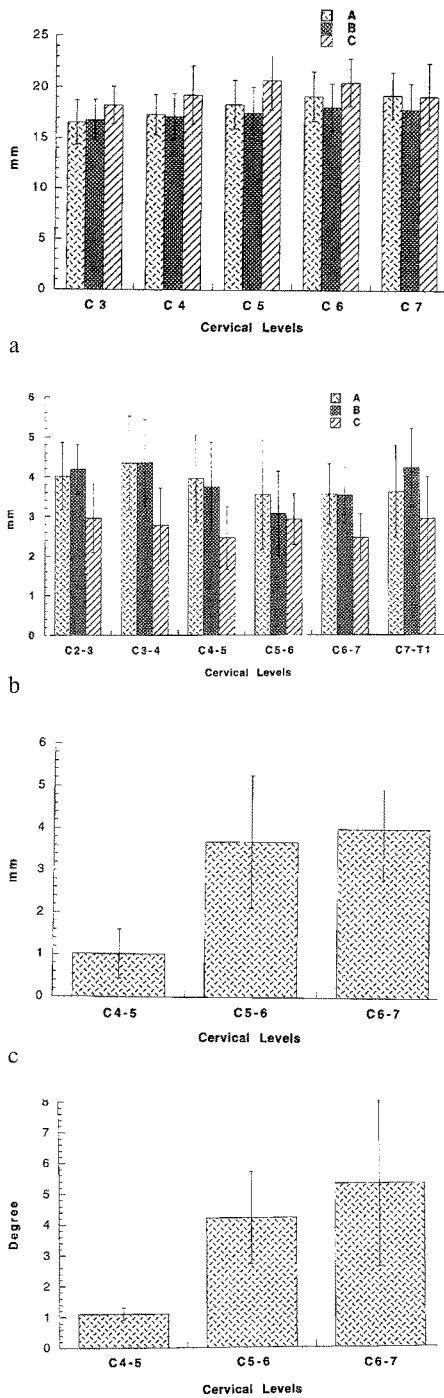 A
B
C
25
20
15
10
5
0
mm
C 3 C 4 C 5 C 6 C 7
Cervical Levels
a
A
B
C
6
5
4
3
2
1
0
mm
C2-3 C3-4 C4-5 C5-6 C6-7 C7-T1
Cervical Levels
b
6
5
4
3
2
1
0
mm
C4-5 C5-6 C6-7
Cervical Levels
c
8
7
6
5
4
3
2
1
0
Degree
C4-5 C5-6 C6-7
Cervical Levels